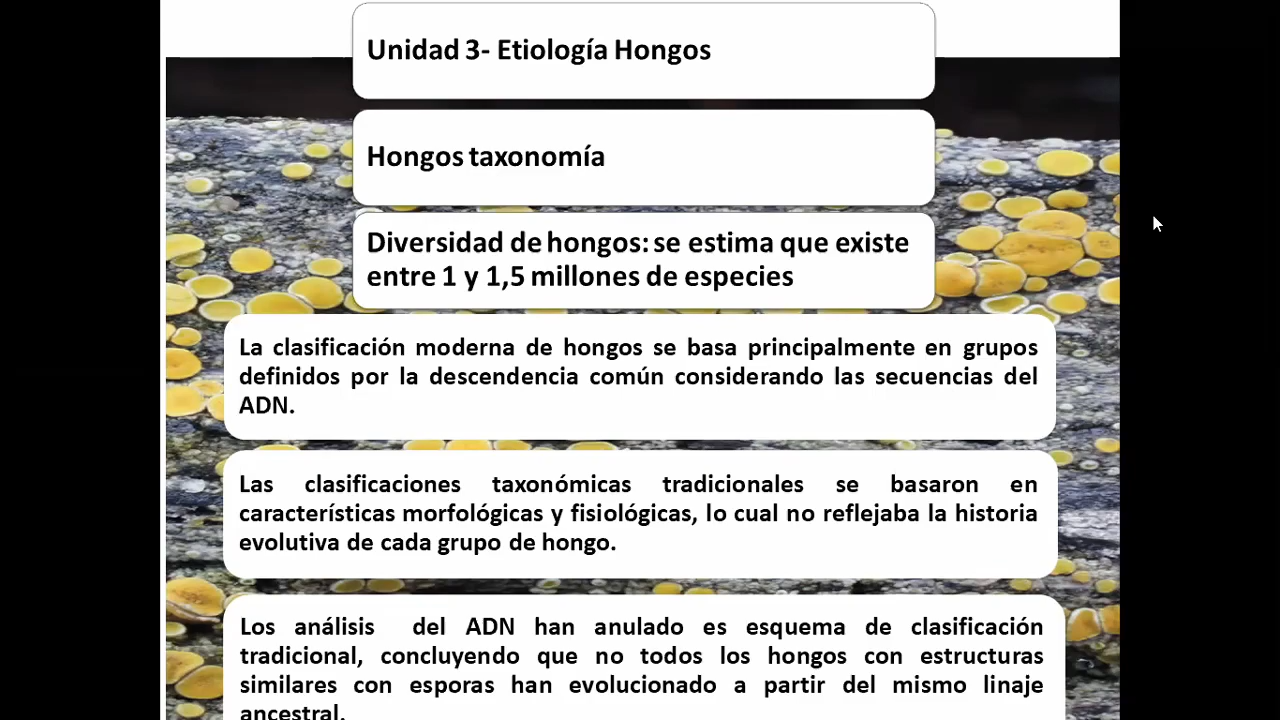 Unidad 3- Etiología Hongos
Hongos taxonomía
Diversidad de hongos: se estima que existe
entre 1 y 1,5 millones de especies
La clasificación moderna de hongos se basa principalmente en grupos
definidos por la descendencia común considerando las secuencias del
ADN.
Las clasificaciones taxonómicas tradicionales se basaron en
características morfológicas y fisiológicas, lo cual no reflejaba la historia
evolutiva de cada grupo de hongo.
Los análisis del ADN han anulado es esquema de clasificación
tradicional, concluyendo que no todos los hongos con estructuras
similares con esporas han evolucionado a partir del mismo linaje
ancestral.